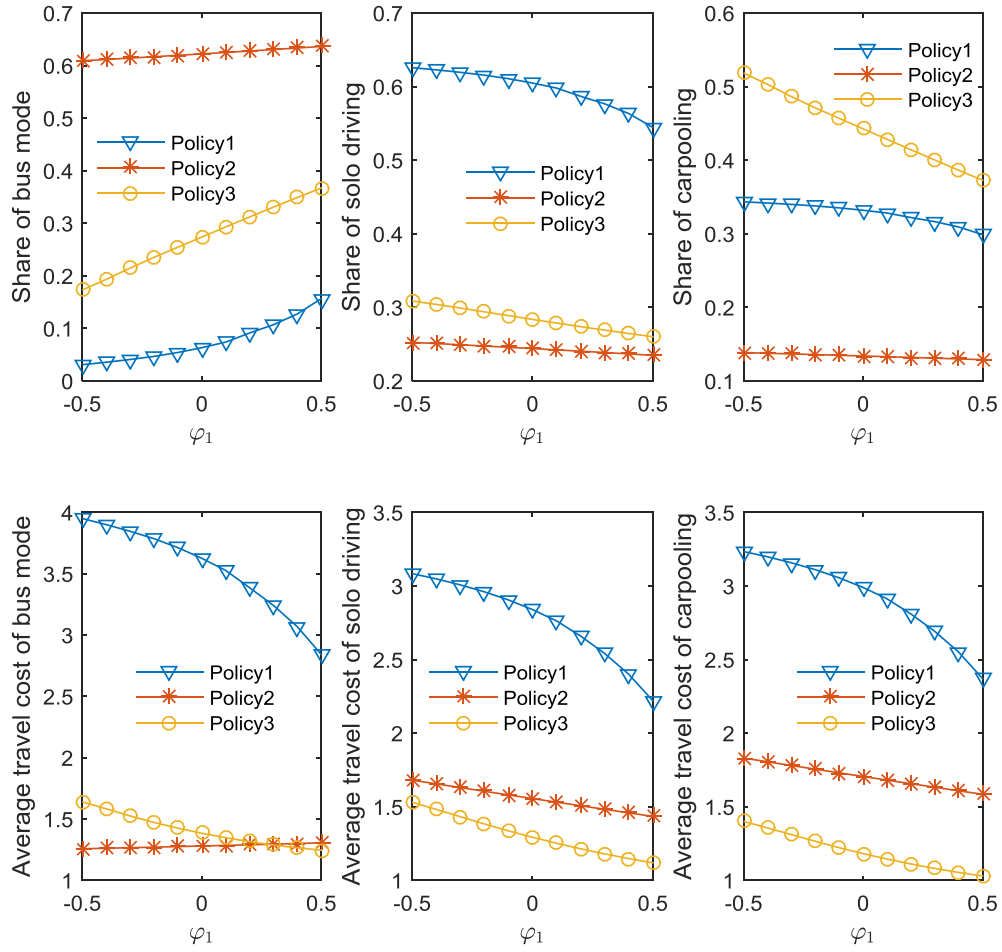 Share of bus mode
0.7
0.6
0.5
0.4
0.3
0.2
0.1
0
-0.5
0
0.5
φ₁
Policy1
Policy2
Policy3
Share of solo driving
0.7
0.6
0.5
0.4
0.3
0.2
-0.5
0
0.5
φ₁
Policy1
Policy2
Policy3
Share of carpooling
0.6
0.5
0.4
0.3
0.2
0.1
-0.5
0
0.5
φ₁
Policy1
Policy2
Policy3
Average travel cost of bus mode
4
3.5
3
2.5
2
1.5
1
-0.5
0
0.5
φ₁
Policy1
Policy2
Policy3
Average travel cost of solo driving
3.5
3
2.5
2
1.5
1
-0.5
0
0.5
φ₁
Policy1
Policy2
Policy3
Average travel cost of carpooling
3.5
3
2.5
2
1.5
1
-0.5
0
0.5
φ₁
Policy1
Policy2
Policy3